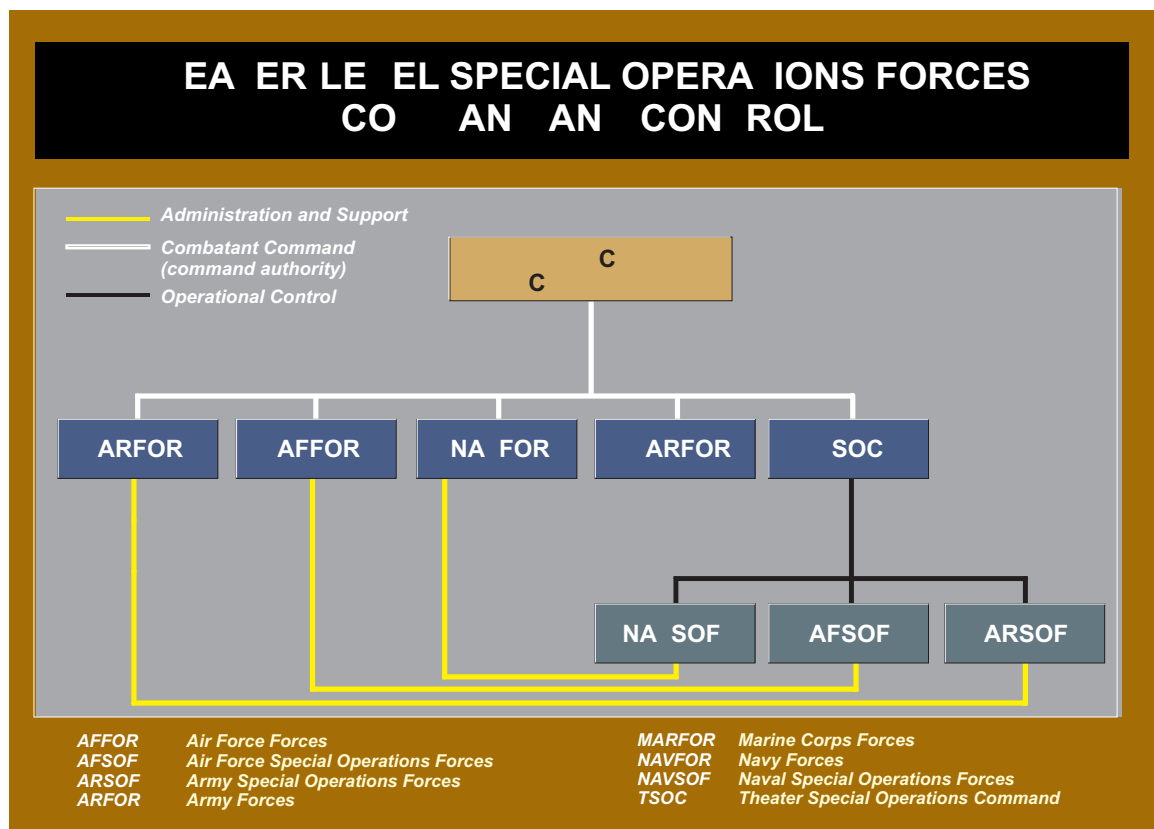 EA ER LE EL SPECIAL OPERA IONS FORCES
CO AN AN CON ROL
Administration and Support
Combatant Command
(command authority)
Operational Control
C
C
ARFOR
AFFOR
NA FOR
ARFOR
SOC
NA SOF
AFSOF
ARSOF
AFFOR Air Force Forces
AFSOF Air Force Special Operations Forces
ARSOF Army Special Operations Forces
ARFOR Army Forces
MARFOR Marine Corps Forces
NAVFOR Navy Forces
NAVSOF Naval Special Operations Forces
TSOC Theater Special Operations Command